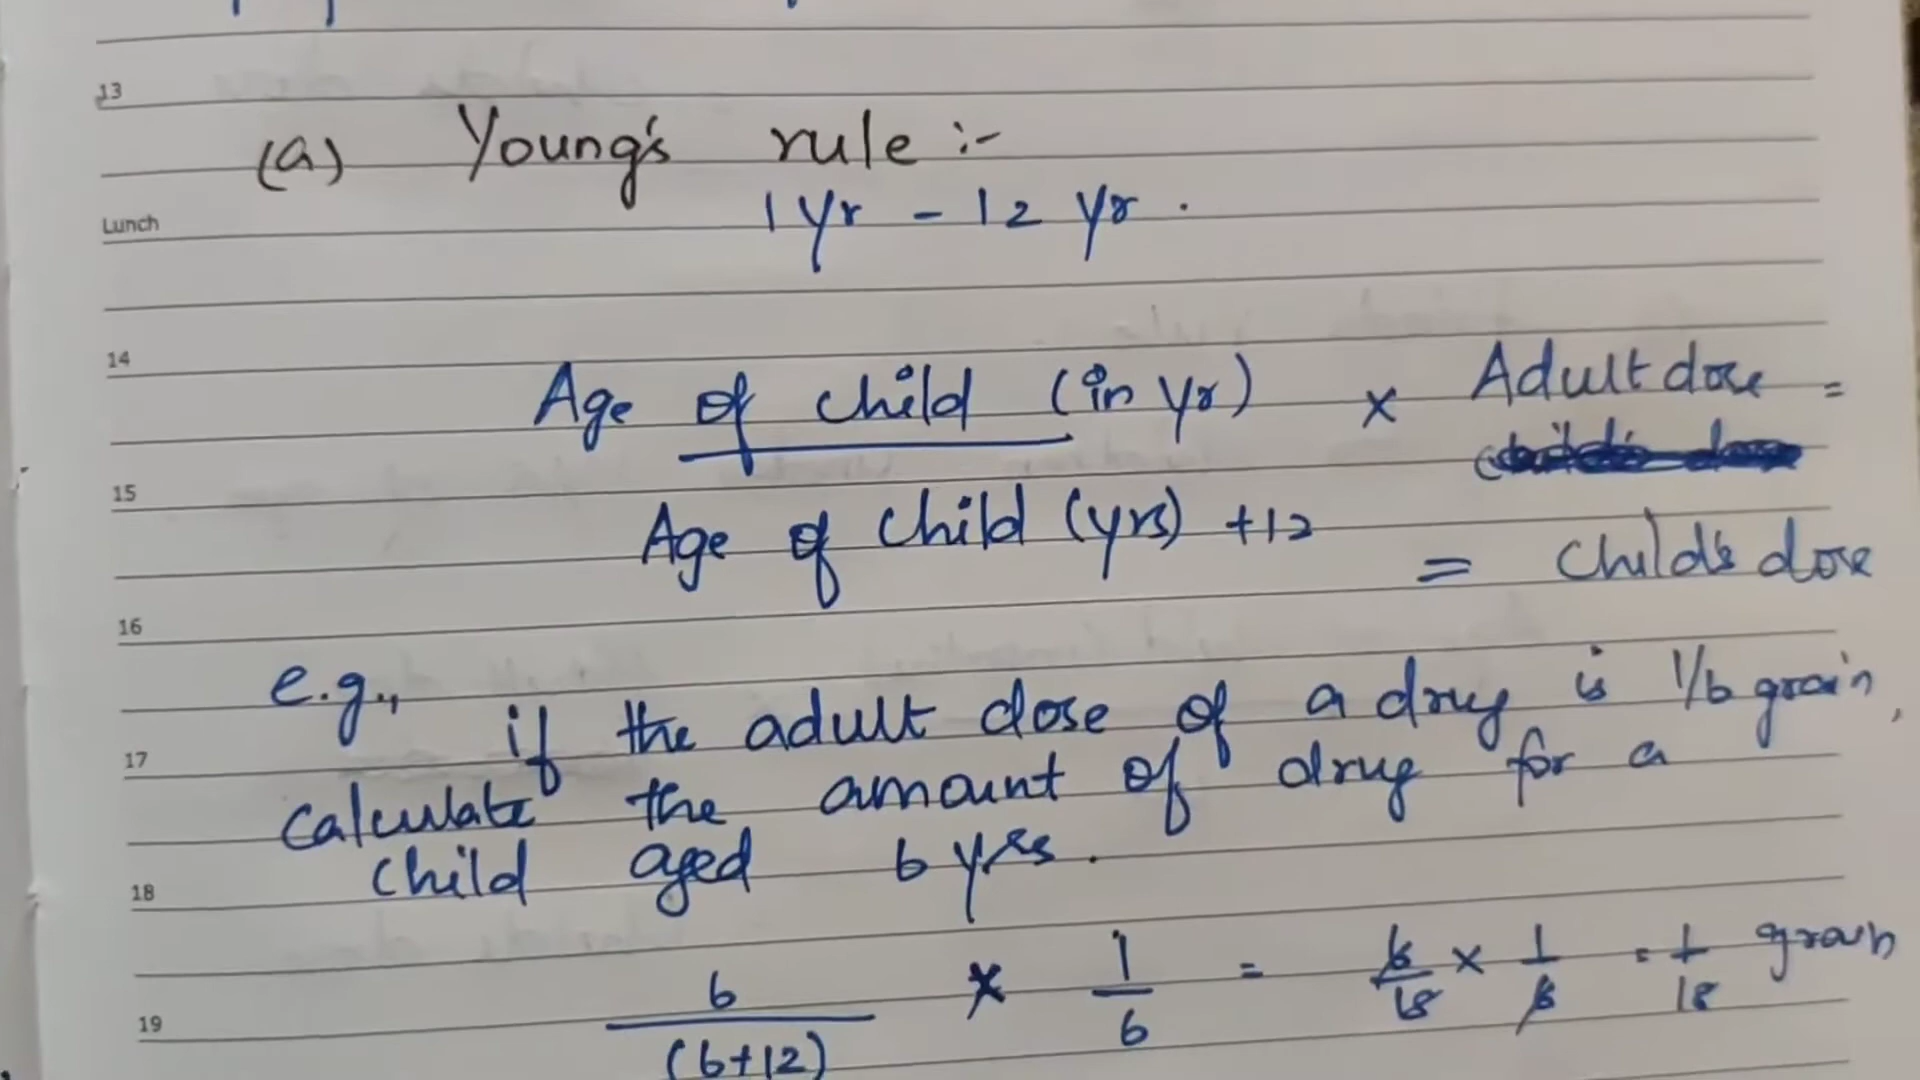 13
(a) Young's rule :-
Lunch
1 yr - 12 yr.
14
Age of child (in yr) × Adult dose =
15
Age of child (yrs) +12
= child's dose
16
e.g., if the adult dose of a drug is 1/6 grain,
17
calculate the amount of drug for a
child aged 6 yrs.
18
6/(6+12) × 1/6 = 6/18 × 1/6 = 1/18 grain
19